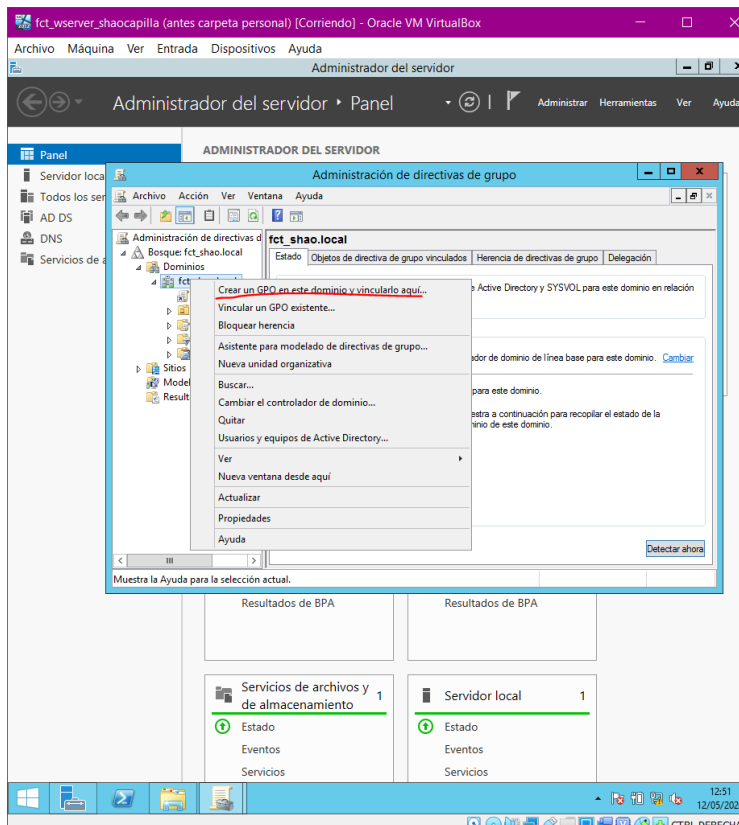 fct_wserver_shaocapilla (antes carpeta personal) [Corriendo] - Oracle VM VirtualBox
Archivo Máquina Ver Entrada Dispositivos Ayuda
Administrador del servidor
Administrador del servidor ‣ Panel
Administrar Herramientas Ver Ayuda
Panel
Servidor loca
Todos los ser
AD DS
DNS
Servicios de a
ADMINISTRADOR DEL SERVIDOR
Administración de directivas de grupo
Archivo Acción Ver Ventana Ayuda
Administración de directivas d
Bosque: fct_shao.local
Dominios
fct
Sitios
Model
Result
fct_shao.local
Estado Objetos de directiva de grupo vinculados Herencia de directivas de grupo Delegación
Active Directory y SYSVOL para este dominio en relación
ador de dominio de línea base para este dominio. Cambiar
para este dominio.
estra a continuación para recopilar el estado de la
inio de este dominio.
Detectar ahora
Crear un GPO en este dominio y vincularlo aquí...
Vincular un GPO existente...
Bloquear herencia
Asistente para modelado de directivas de grupo...
Nueva unidad organizativa
Buscar...
Cambiar el controlador de dominio...
Quitar
Usuarios y equipos de Active Directory...
Ver
Nueva ventana desde aquí
Actualizar
Propiedades
Ayuda
Muestra la Ayuda para la selección actual.
Resultados de BPA
Resultados de BPA
Servicios de archivos y de almacenamiento 1
Estado
Eventos
Servicios
Servidor local 1
Estado
Eventos
Servicios
12:51
12/05/202
CTRL DERECHA